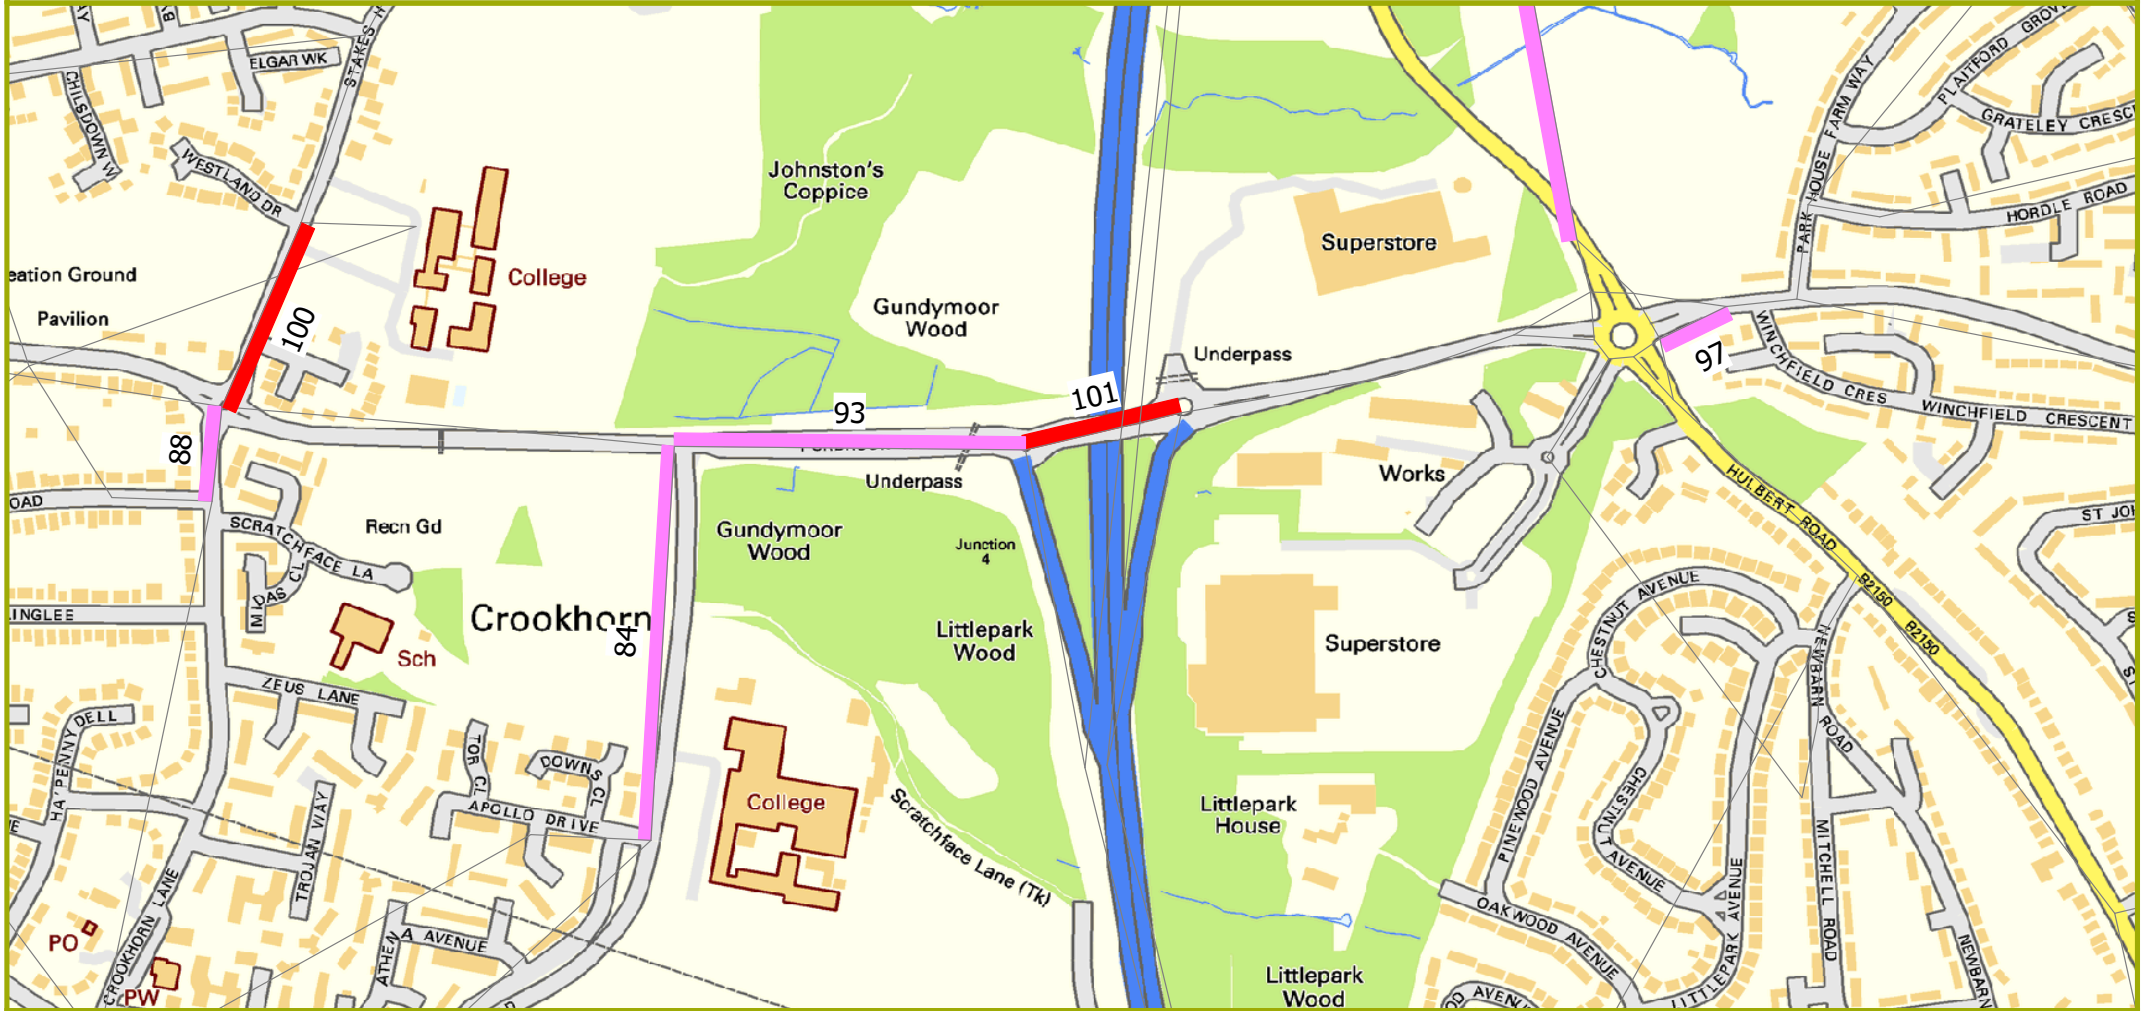 ELGAR WK
STAKES H
CHILSDOWN W
WESTLAND DR
PLAITFORD GROV
FARM WAY
GRATELEY CRESC
PARK HOUSE
HORDLE ROAD
Johnston's
Coppice
Superstore
College
eation Ground
Pavilion
100
Gundymoor
Wood
Underpass
97
WINCHFIELD CRES
WINCHFIELD CRESCENT
101
93
88
Underpass
Works
HULBERT ROAD
OAD
SCRATCHFACE LA
Recn Gd
Gundymoor
Wood
Junction
4
ST JO
MIDAS CL
CHESTNUT AVENUE
B2150
B2150
LINGLEE
Crookhorn
84
Littlepark
Wood
Superstore
NEWBARN ROAD
Sch
ZEUS LANE
HA'PENNY DELL
TOR CL
DOWNS CL
PINEWOOD AVENUE
CHESTNUT AVENUE
APOLLO DRIVE
College
Littlepark
House
Scratchface Lane (Tk)
TROJAN WAY
MITCHELL ROAD
LITTLEPARK AVENUE
OAKWOOD AVENUE
CROOKHORN LANE
PO
ATHENA AVENUE
NEWBARN
PW
Littlepark
Wood
OD AVENU